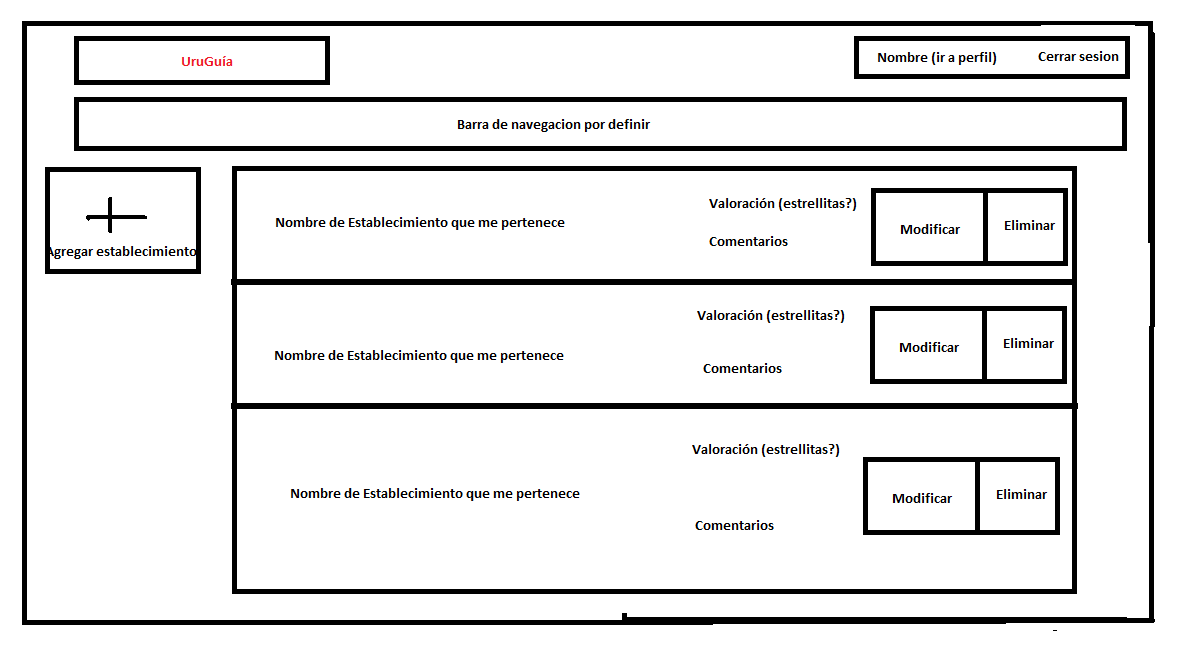 UruGuía
Nombre (ir a perfil)
Cerrar sesion
Barra de navegacion por definir
Agregar establecimiento
Nombre de Establecimiento que me pertenece
Valoración (estrellitas?)
Comentarios
Modificar
Eliminar
Nombre de Establecimiento que me pertenece
Valoración (estrellitas?)
Comentarios
Modificar
Eliminar
Nombre de Establecimiento que me pertenece
Valoración (estrellitas?)
Comentarios
Modificar
Eliminar